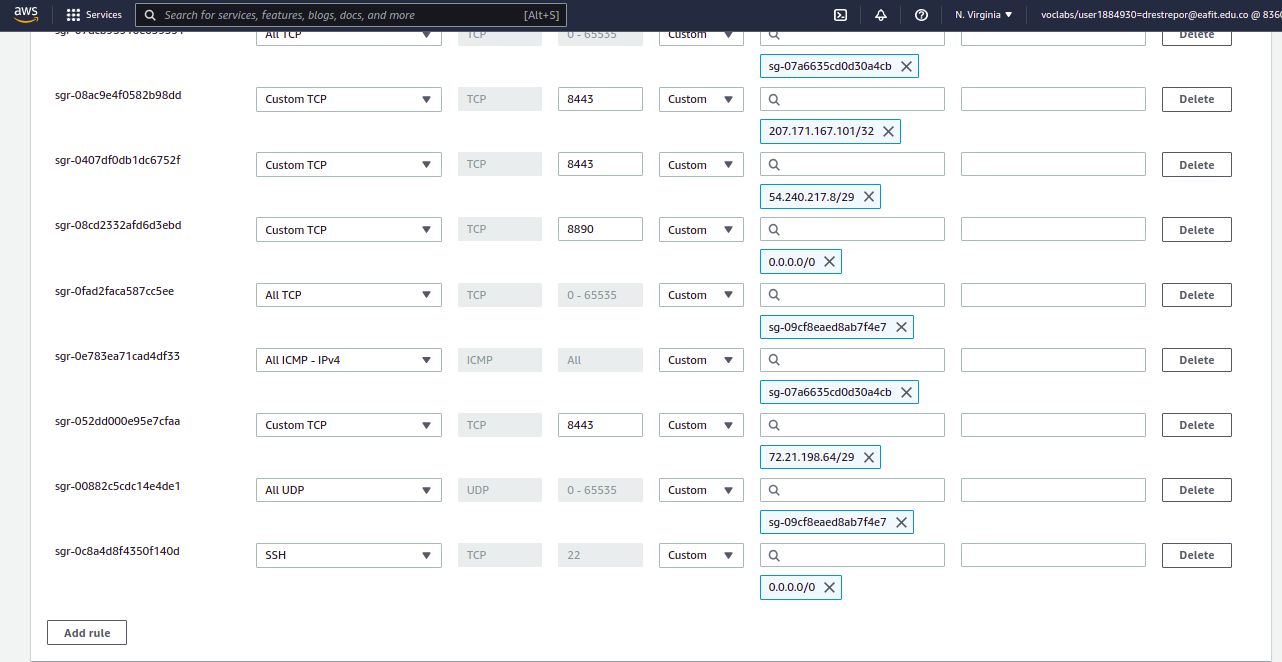 aws Services Search for services, features, blogs, docs, and more [Alt+S] N. Virginia voclabs/user1884930=drestrepor@eafit.edu.co @ 836
All TCP TCP 0 - 65535 Custom Delete
sg-07a6635cd0d30a4cb
sgr-08ac9e4f0582b98dd Custom TCP TCP 8443 Custom Delete
207.171.167.101/32
sgr-0407df0db1dc6752f Custom TCP TCP 8443 Custom Delete
54.240.217.8/29
sgr-08cd2332afd6d3ebd Custom TCP TCP 8890 Custom Delete
0.0.0.0/0
sgr-0fad2faca587cc5ee All TCP TCP 0 - 65535 Custom Delete
sg-09cf8eaed8ab7f4e7
sgr-0e783ea71cad4df33 All ICMP - IPv4 ICMP All Custom Delete
sg-07a6635cd0d30a4cb
sgr-052dd000e95e7cfaa Custom TCP TCP 8443 Custom Delete
72.21.198.64/29
sgr-00882c5cdc14e4de1 All UDP UDP 0 - 65535 Custom Delete
sg-09cf8eaed8ab7f4e7
sgr-0c8a4d8f4350f140d SSH TCP 22 Custom Delete
0.0.0.0/0
Add rule